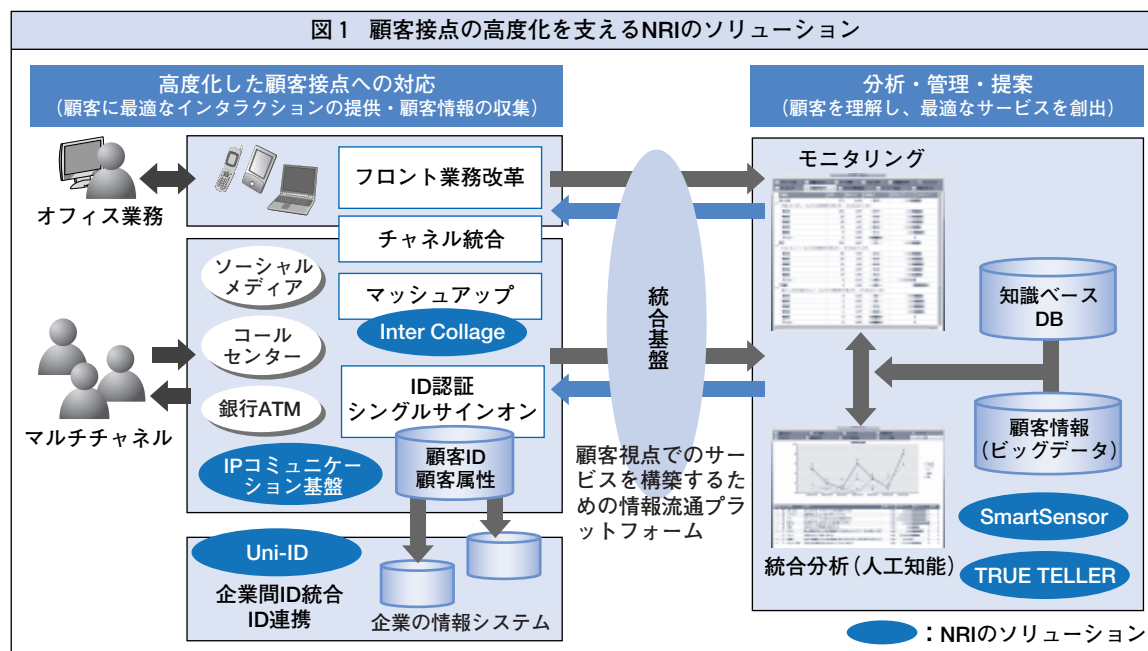 図1 顧客接点の高度化を支えるNRIのソリューション
高度化した顧客接点への対応
（顧客に最適なインタラクションの提供・顧客情報の収集）
分析・管理・提案
（顧客を理解し、最適なサービスを創出）
オフィス業務
フロント業務改革
チャネル統合
ソーシャル
メディア
マッシュアップ
Inter Collage
コール
センター
ID認証
シングルサインオン
銀行ATM
マルチチャネル
IPコミュニケー
ション基盤
顧客ID
顧客属性
Uni-ID
企業間ID統合
ID連携
企業の情報システム
統合基盤
顧客視点でのサー
ビスを構築するた
めの情報流通プラ
ットフォーム
モニタリング
知識ベース
DB
顧客情報
（ビッグデータ）
統合分析（人工知能）
SmartSensor
TRUE TELLER
：NRIのソリューション